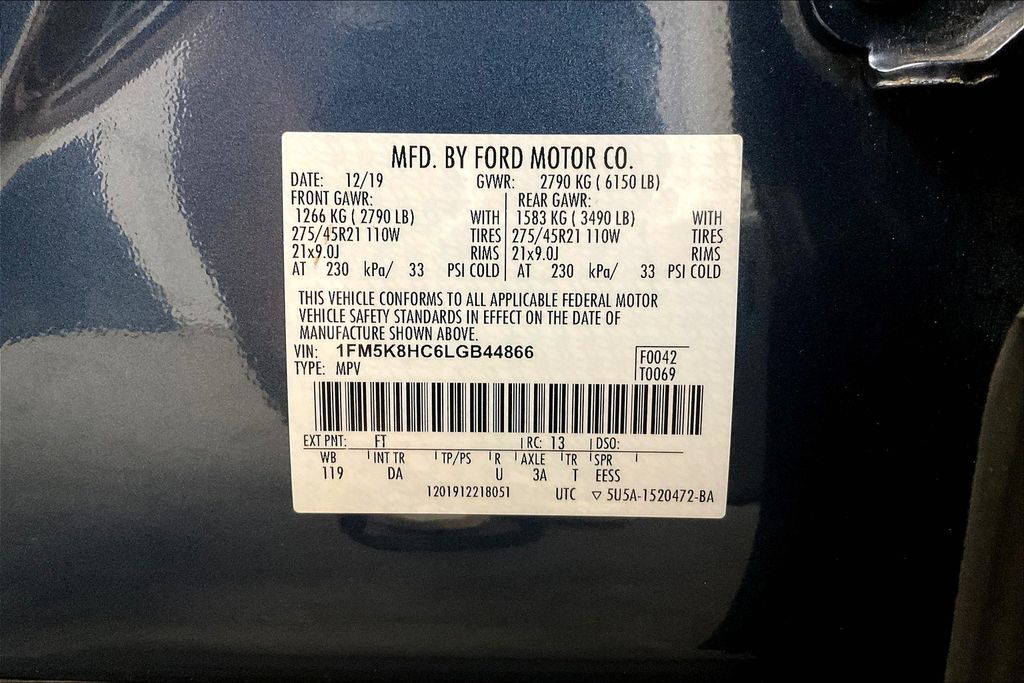 MFD. BY FORD MOTOR CO.
DATE: 12/19 GVWR: 2790 KG ( 6150 LB)
FRONT GAWR: REAR GAWR:
1266 KG ( 2790 LB) WITH 1583 KG ( 3490 LB) WITH
275/45R21 110W TIRES 275/45R21 110W TIRES
21x9.0J RIMS 21x9.0J RIMS
AT 230 kPa/ 33 PSI COLD AT 230 kPa/ 33 PSI COLD
THIS VEHICLE CONFORMS TO ALL APPLICABLE FEDERAL MOTOR
VEHICLE SAFETY STANDARDS IN EFFECT ON THE DATE OF
MANUFACTURE SHOWN ABOVE.
VIN: 1FM5K8HC6LGB44866
F0042
TYPE: MPV
T0069
EXT PNT: FT RC: 13 DSO:
WB INT TR TP/PS R AXLE TR SPR
119 DA U 3A T EESS
1201912218051 UTC ▽ 5U5A-1520472-BA